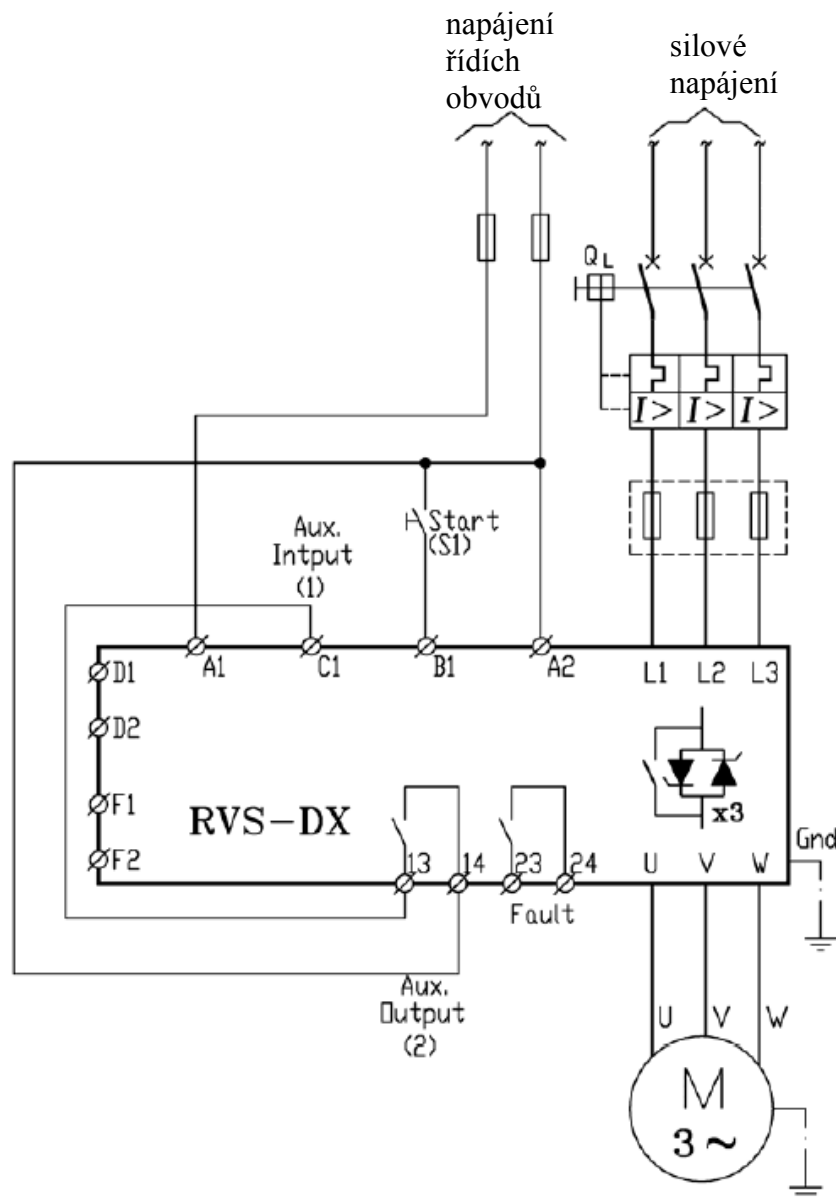 napájení
řídích
obvodů
silové
napájení
~ ~ ~ ~ ~
QL
I> I> I>
Start
(S1)
Aux.
Intput
(1)
A1 C1 B1 A2 L1 L2 L3
D1
D2
F1
F2
RVS-DX
x3
Gnd
13 14 23 24 U V W
Fault
Aux.
Output
(2)
U V W
M
3~